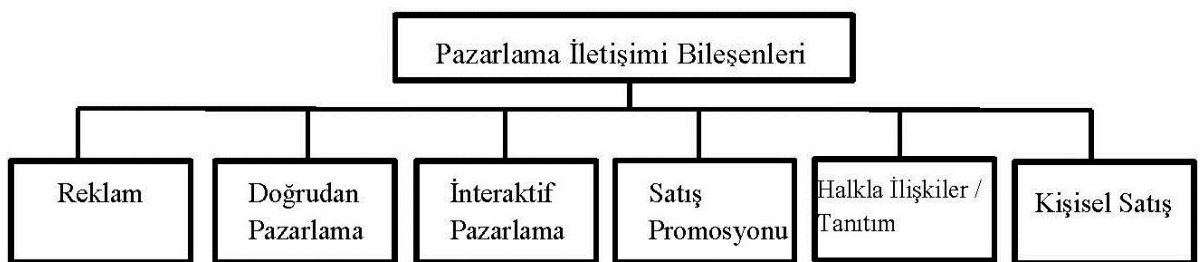 Pazarlama İletişimi Bileşenleri
Reklam
Doğrudan
Pazarlama
İnteraktif
Pazarlama
Satış
Promosyonu
Halkla İlişkiler /
Tanıtım
Kişisel Satış